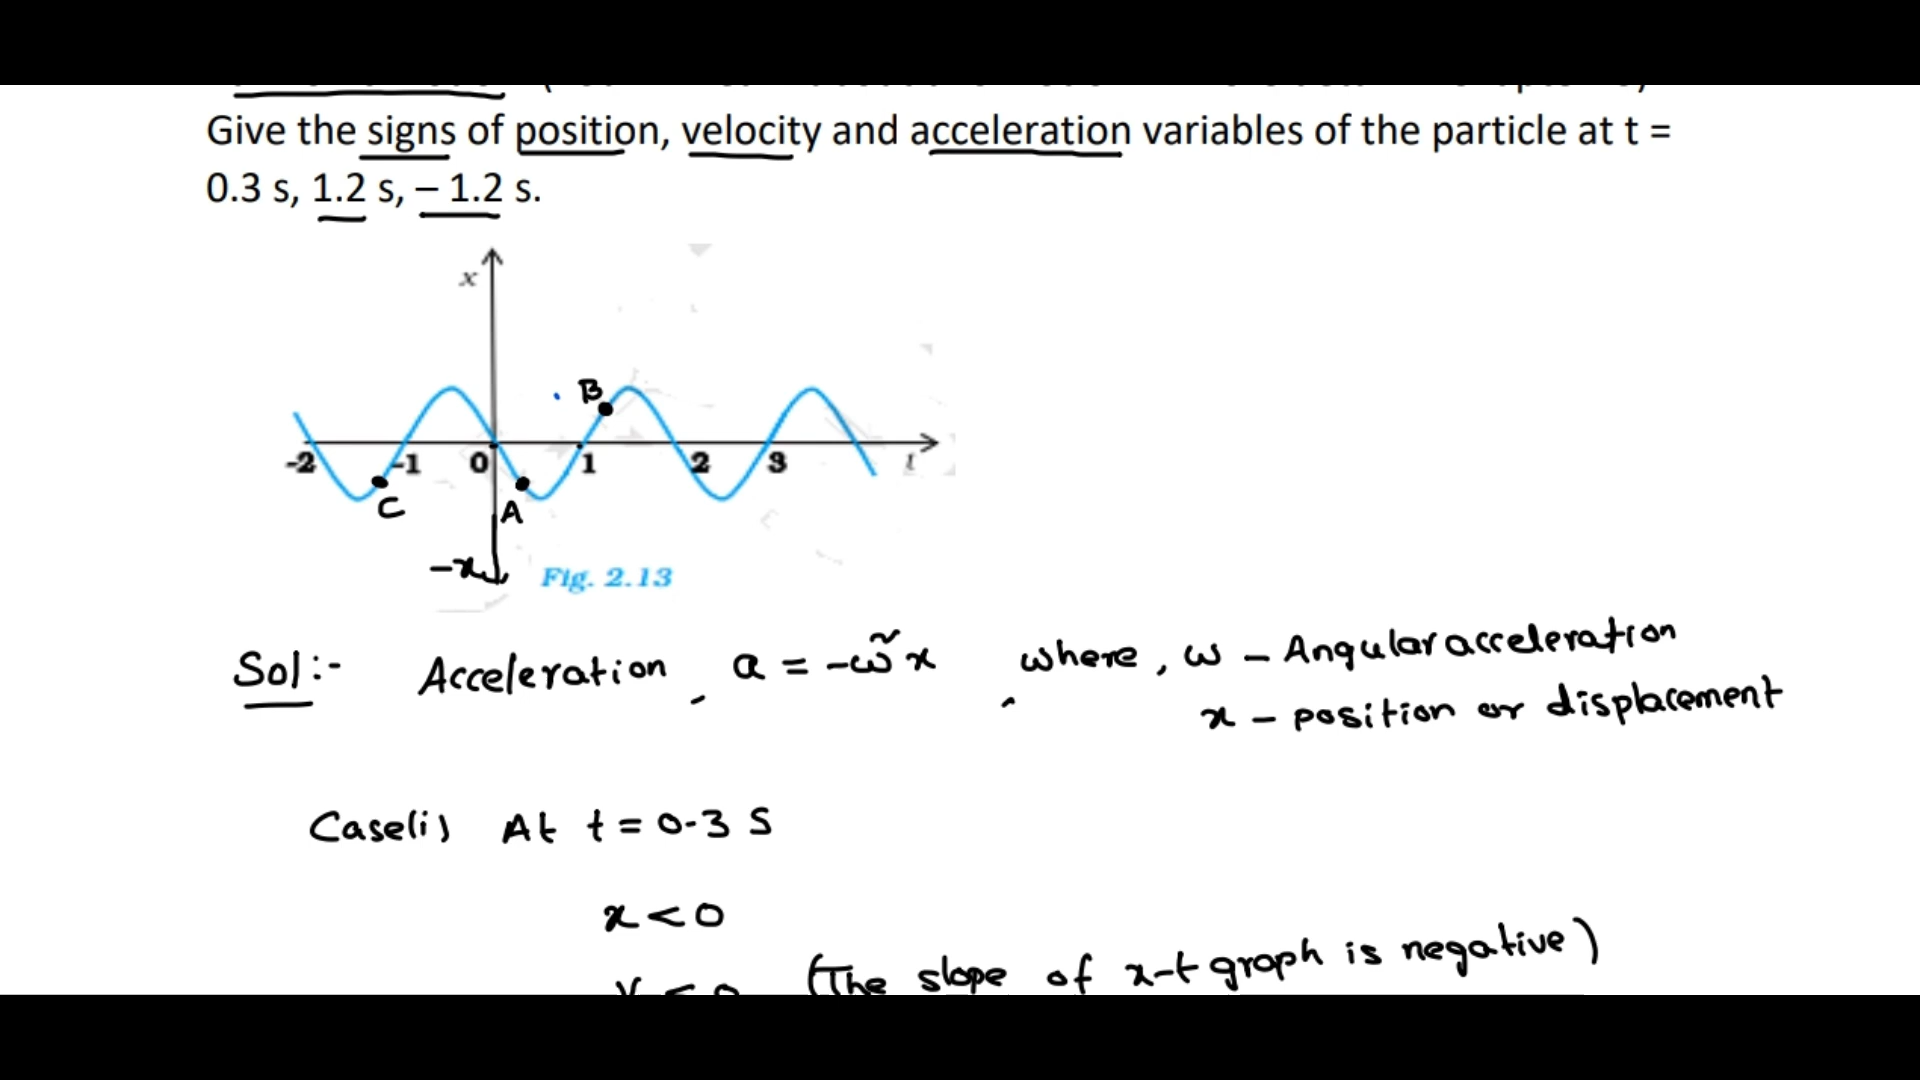 Give the signs of position, velocity and acceleration variables of the particle at t =
0.3 s, 1.2 s, – 1.2 s.
x
B
-2 -1 0 1 2 3 t
C A
-x
Fig. 2.13
Sol:- Acceleration, a = -ω² x, where, ω - Angular acceleration
x - position or displacement
Case(i) At t = 0.3 S
x < 0
v < 0 (The slope of x-t graph is negative)